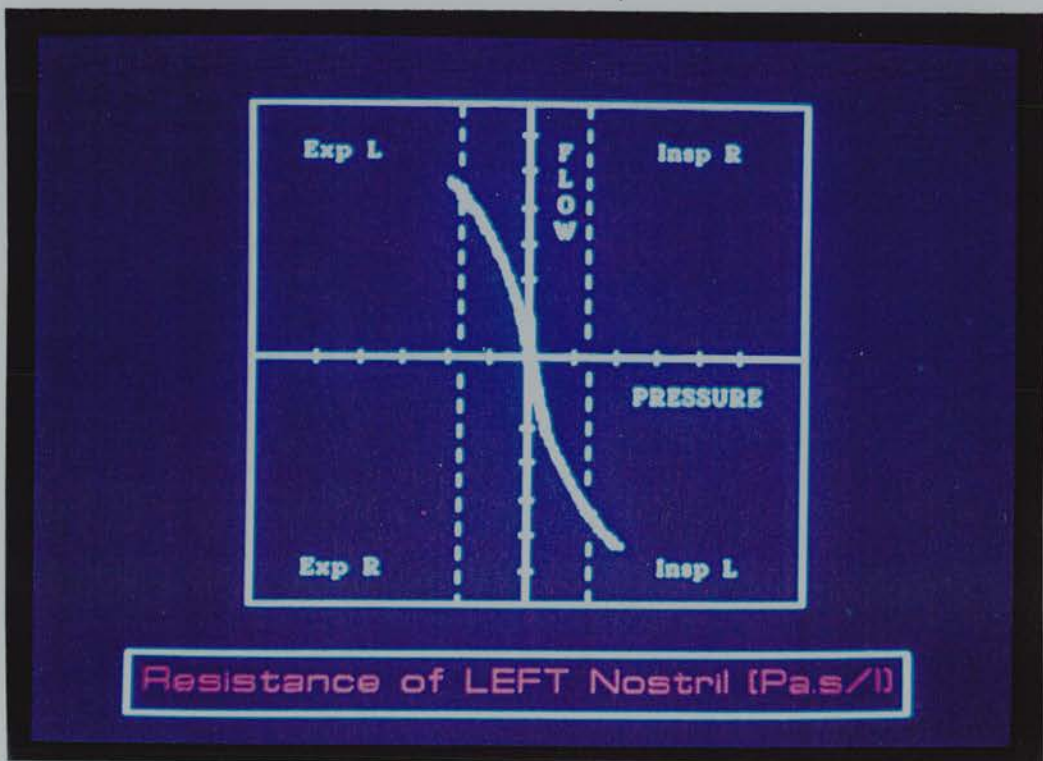 Exp L
Insp R
FLOW
PRESSURE
Exp R
Insp L
Resistance of LEFT Nostril (Pa.s/l)